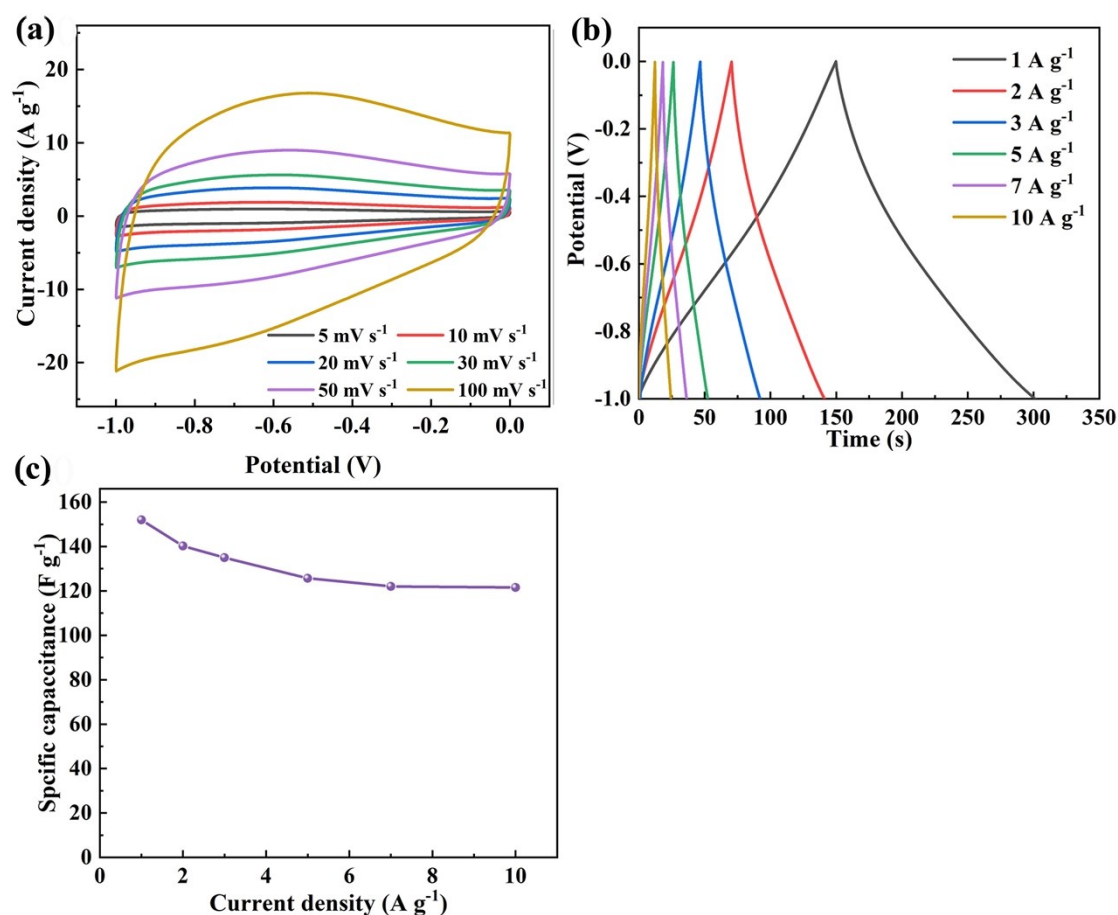 (a)
Current density (A g⁻¹)
20
10
0
-10
-20
5 mV s⁻¹ 10 mV s⁻¹
20 mV s⁻¹ 30 mV s⁻¹
50 mV s⁻¹ 100 mV s⁻¹
-1.0 -0.8 -0.6 -0.4 -0.2 0.0
Potential (V)
(b)
Potential (V)
0.0
-0.2
-0.4
-0.6
-0.8
-1.0
1 A g⁻¹
2 A g⁻¹
3 A g⁻¹
5 A g⁻¹
7 A g⁻¹
10 A g⁻¹
0 50 100 150 200 250 300 350
Time (s)
(c)
Spcific capaccitance (F g⁻¹)
160
140
120
100
80
60
40
20
0
0 2 4 6 8 10
Current density (A g⁻¹)